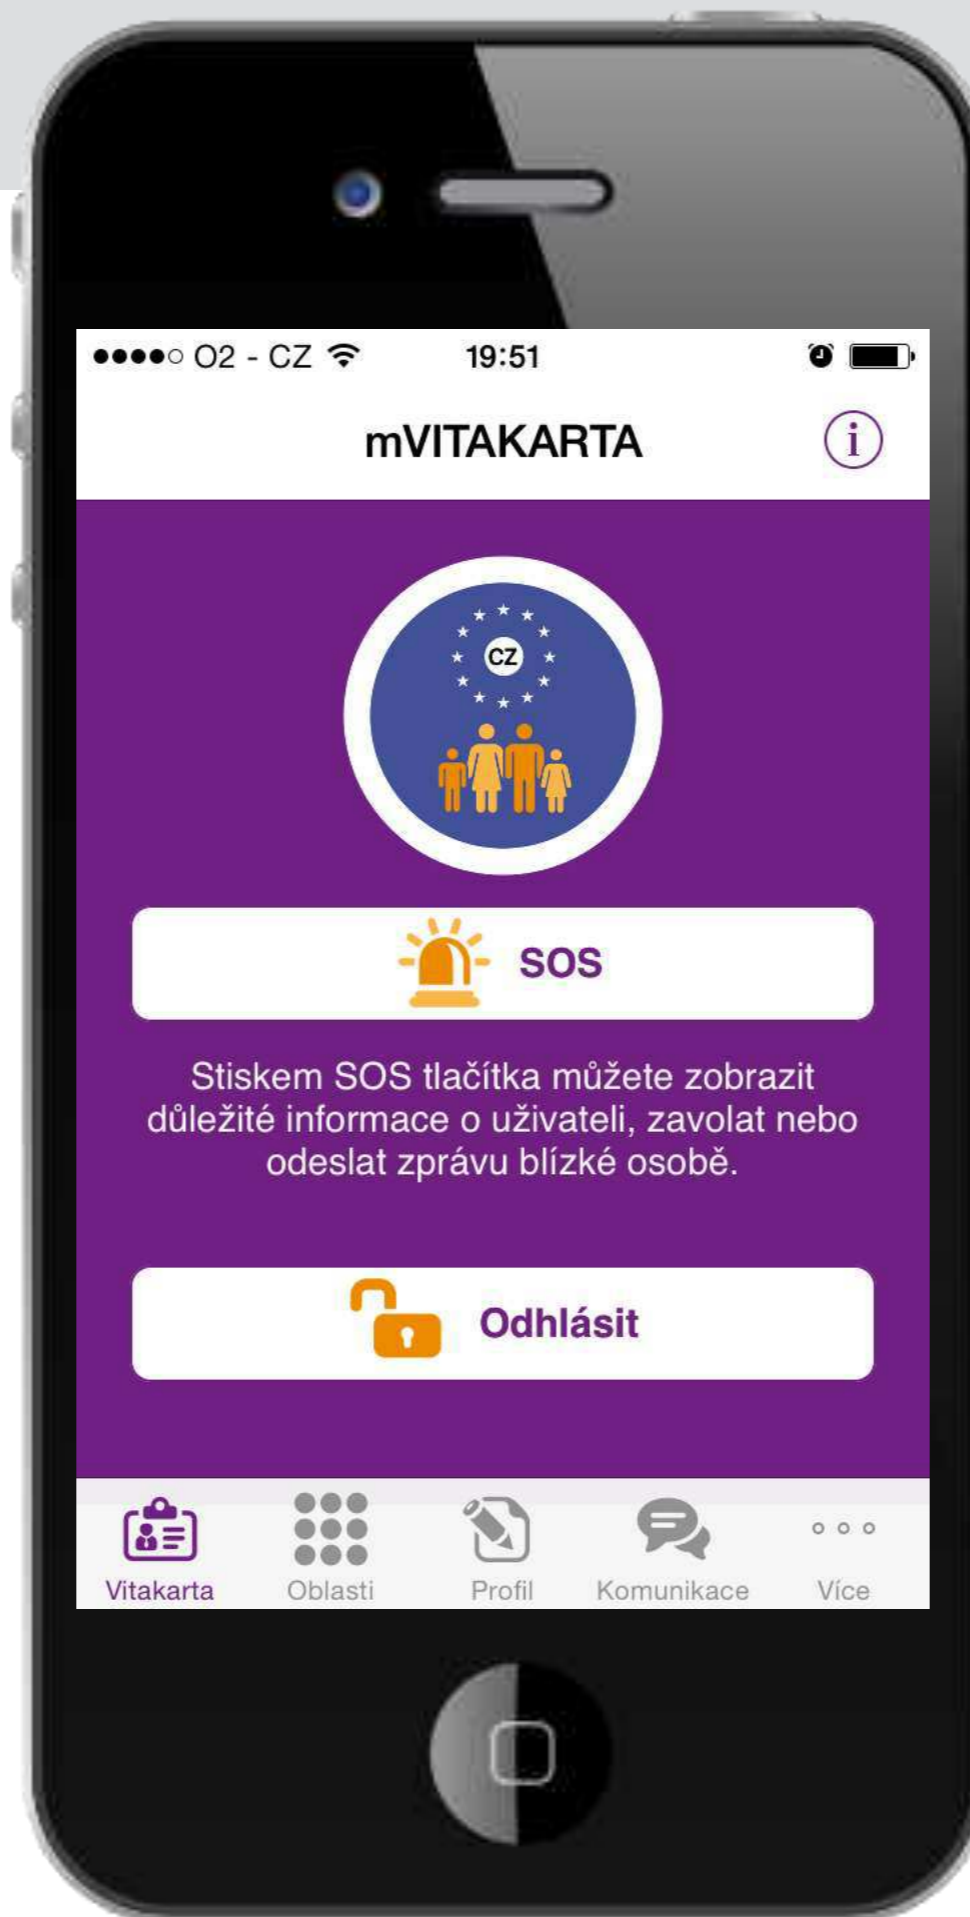 O2 - CZ 19:51
mVITAKARTA i
CZ
SOS
Stiskem SOS tlačítka můžete zobrazit
důležité informace o uživateli, zavolat nebo
odeslat zprávu blízké osobě.
Odhlásit
Vitakarta Oblasti Profil Komunikace Více